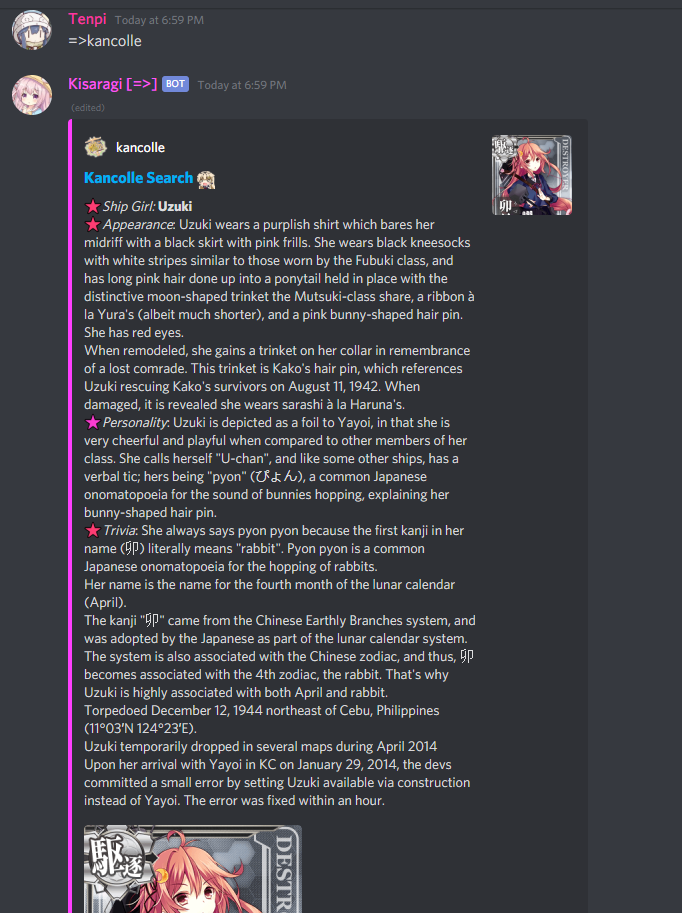 Tenpi Today at 6:59 PM
=>kancolle
Kisaragi [=>] BOT Today at 6:59 PM
(edited)
kancolle
Kancolle Search
Ship Girl: Uzuki
Appearance: Uzuki wears a purplish shirt which bares her
midriff with a black skirt with pink frills. She wears black kneesocks
with white stripes similar to those worn by the Fubuki class, and
has long pink hair done up into a ponytail held in place with the
distinctive moon-shaped trinket the Mutsuki-class share, a ribbon à
la Yura's (albeit much shorter), and a pink bunny-shaped hair pin.
She has red eyes.
When remodeled, she gains a trinket on her collar in remembrance
of a lost comrade. This trinket is Kako's hair pin, which references
Uzuki rescuing Kako's survivors on August 11, 1942. When
damaged, it is revealed she wears sarashi à la Haruna's.
Personality: Uzuki is depicted as a foil to Yayoi, in that she is
very cheerful and playful when compared to other members of her
class. She calls herself "U-chan", and like some other ships, has a
verbal tic; hers being "pyon" (ぴょん), a common Japanese
onomatopoeia for the sound of bunnies hopping, explaining her
bunny-shaped hair pin.
Trivia: She always says pyon pyon because the first kanji in her
name (卯) literally means "rabbit". Pyon pyon is a common
Japanese onomatopoeia for the hopping of rabbits.
Her name is the name for the fourth month of the lunar calendar
(April).
The kanji "卯" came from the Chinese Earthly Branches system, and
was adopted by the Japanese as part of the lunar calendar system.
The system is also associated with the Chinese zodiac, and thus, 卯
becomes associated with the 4th zodiac, the rabbit. That's why
Uzuki is highly associated with both April and rabbit.
Torpedoed December 12, 1944 northeast of Cebu, Philippines
(11°03′N 124°23′E).
Uzuki temporarily dropped in several maps during April 2014
Upon her arrival with Yayoi in KC on January 29, 2014, the devs
committed a small error by setting Uzuki available via construction
instead of Yayoi. The error was fixed within an hour.
駆逐
DESTROYER
卯
駆逐
DESTR